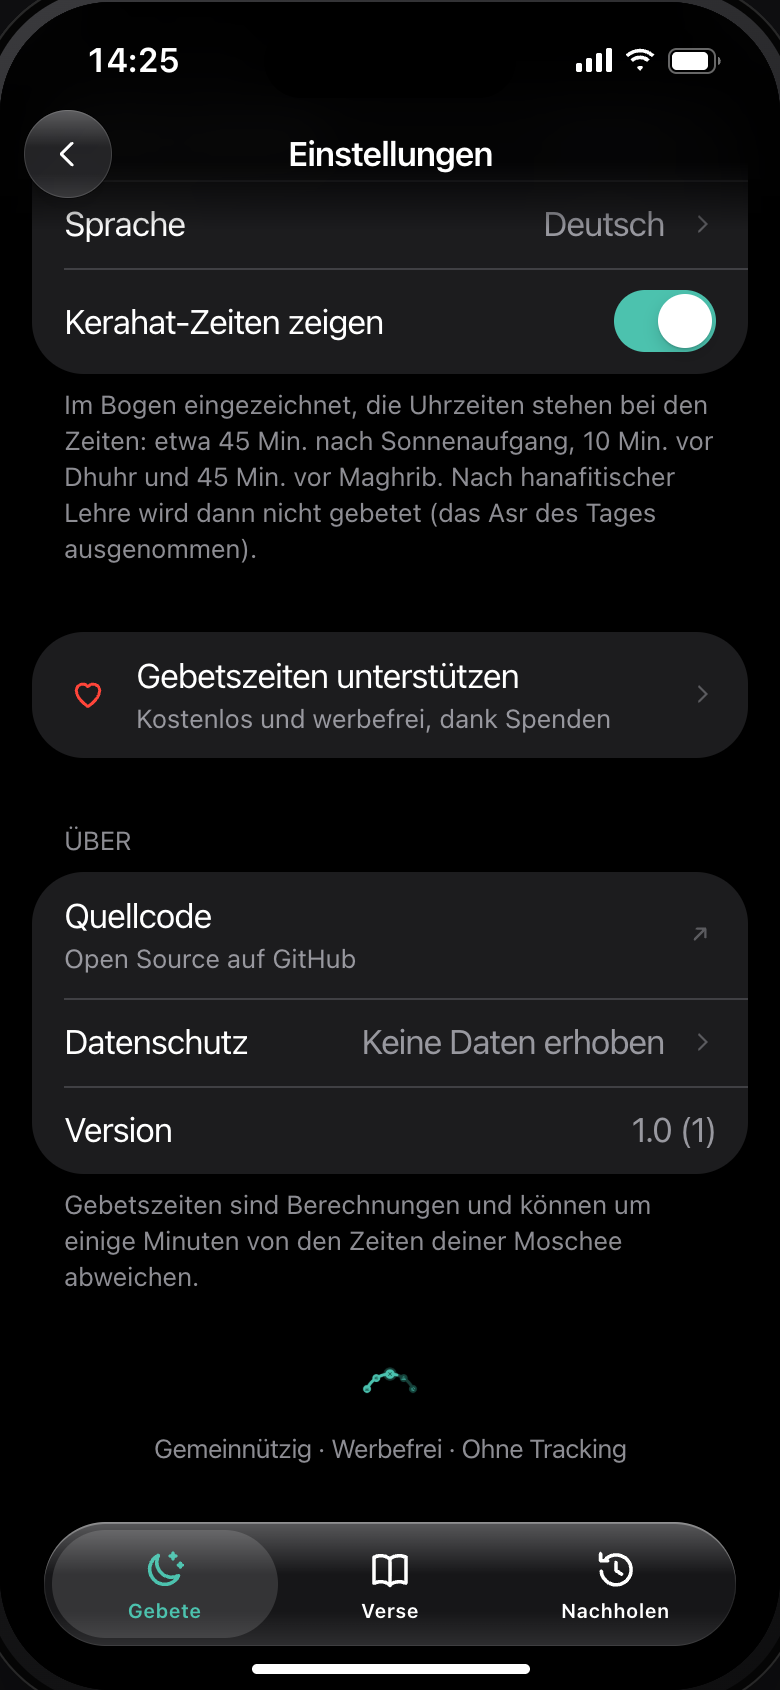 14:25
Einstellungen
Sprache Deutsch
Kerahat-Zeiten zeigen
Im Bogen eingezeichnet, die Uhrzeiten stehen bei den
Zeiten: etwa 45 Min. nach Sonnenaufgang, 10 Min. vor
Dhuhr und 45 Min. vor Maghrib. Nach hanafitischer
Lehre wird dann nicht gebetet (das Asr des Tages
ausgenommen).
Gebetszeiten unterstützen
Kostenlos und werbefrei, dank Spenden
ÜBER
Quellcode
Open Source auf GitHub
Datenschutz Keine Daten erhoben
Version 1.0 (1)
Gebetszeiten sind Berechnungen und können um
einige Minuten von den Zeiten deiner Moschee
abweichen.
Gemeinnützig · Werbefrei · Ohne Tracking
Gebete Verse Nachholen